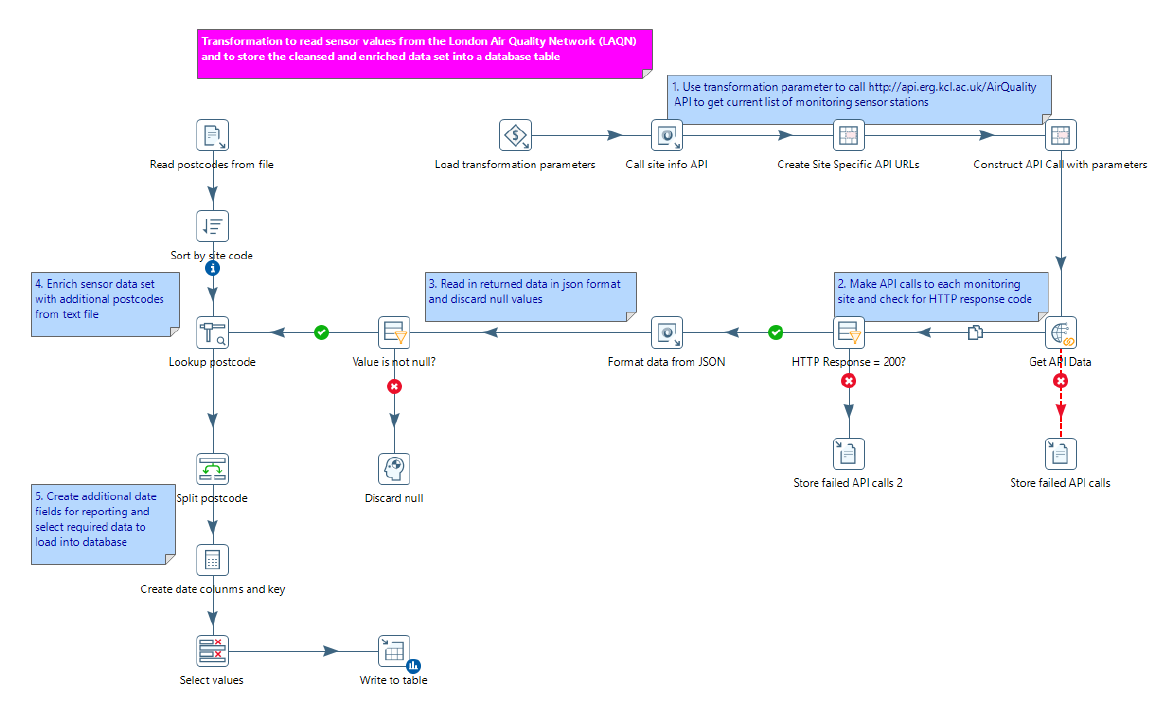 Transformation to read sensor values from the London Air Quality Network (LAQN)
and to store the cleansed and enriched data set into a database table
1. Use transformation parameter to call http://api.erg.kcl.ac.uk/AirQuality
API to get current list of monitoring sensor stations
Read postcodes from file
Load transformation parameters
Call site info API
Create Site Specific API URLs
Construct API Call with parameters
Sort by site code
4. Enrich sensor data set
with additional postcodes
from text file
3. Read in returned data in json format
and discard null values
2. Make API calls to each monitoring
site and check for HTTP response code
Lookup postcode
Value is not null?
Format data from JSON
HTTP Response = 200?
Get API Data
Split postcode
Discard null
Store failed API calls 2
Store failed API calls
5. Create additional date
fields for reporting and
select required data to
load into database
Create date colunms and key
Select values
Write to table